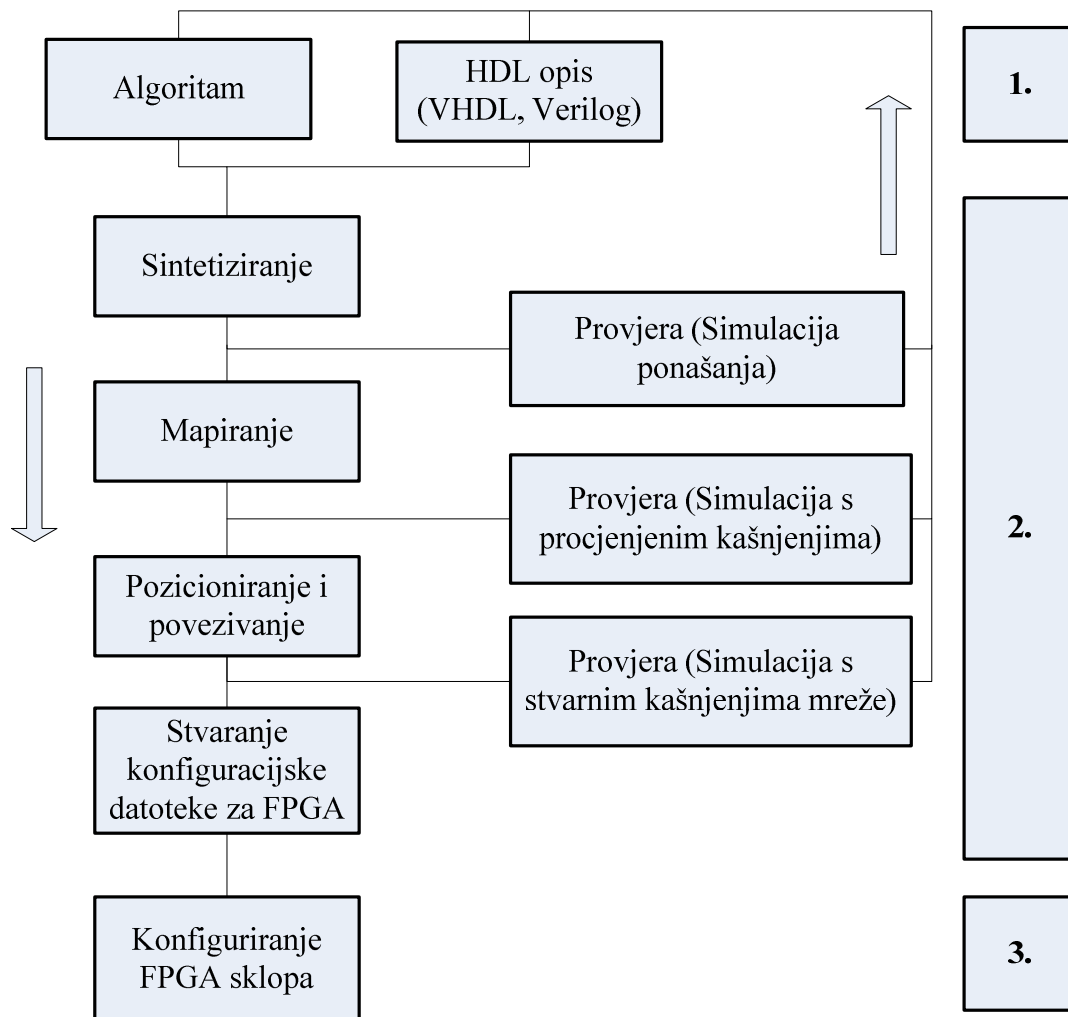 Algoritam
HDL opis
(VHDL, Verilog)
1.
Sintetiziranje
Provjera (Simulacija
ponašanja)
Mapiranje
Provjera (Simulacija s
procjenjenim kašnjenjima)
2.
Pozicioniranje i
povezivanje
Provjera (Simulacija s
stvarnim kašnjenjima mreže)
Stvaranje
konfiguracijske
datoteke za FPGA
Konfiguriranje
FPGA sklopa
3.